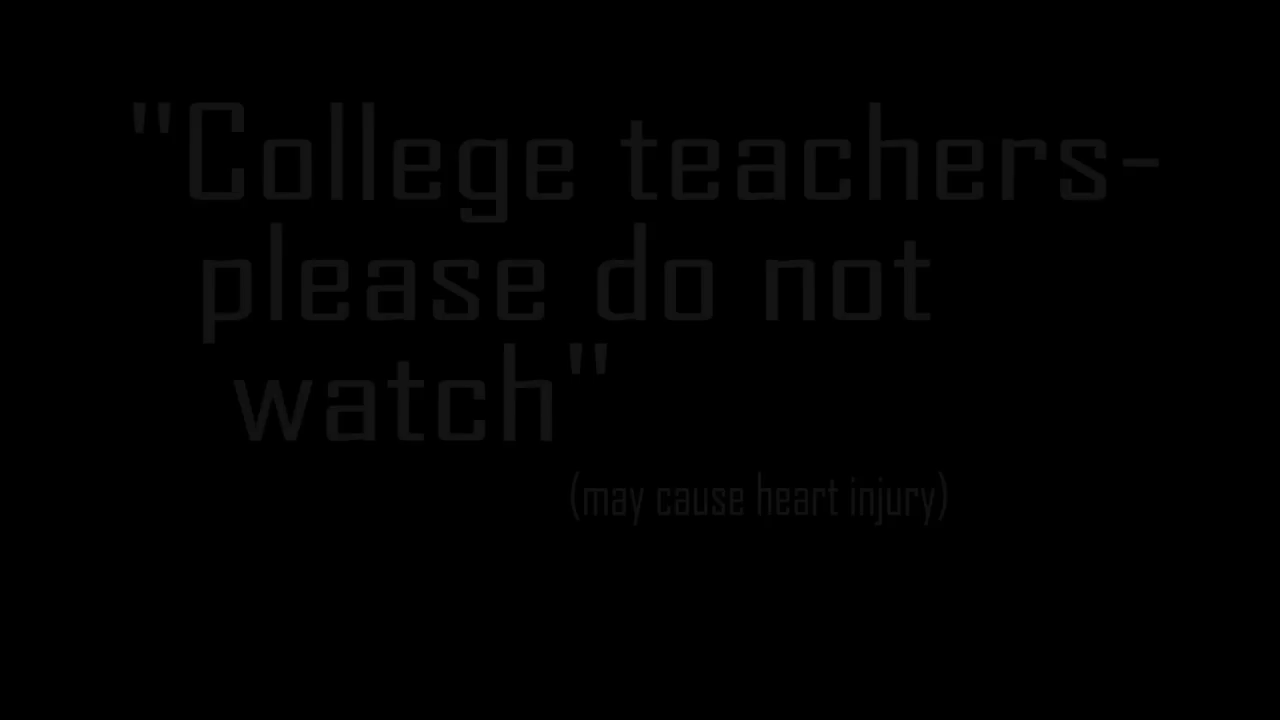 "College teachers-
please do not
watch"
(may cause heart injury)